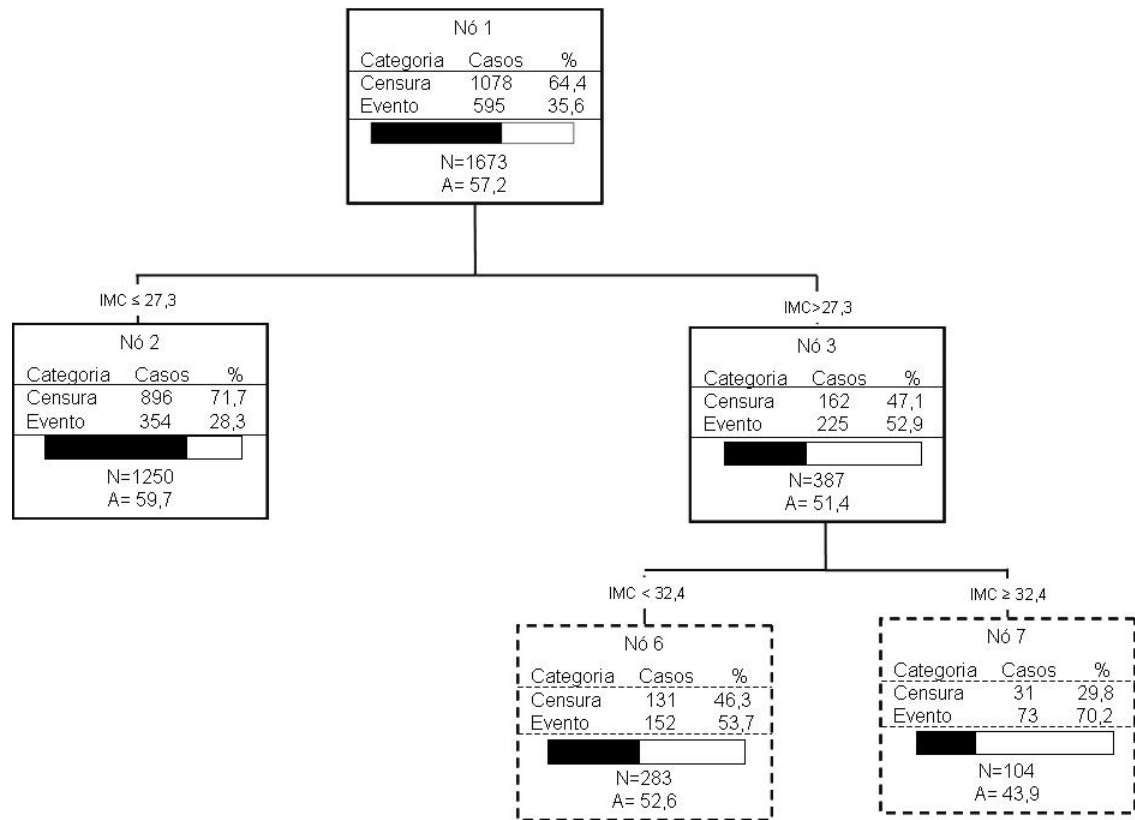 Nó 1
Categoria Casos %
Censura 1078 64,4
Evento 595 35,6
N=1673
A= 57,2
IMC ≤ 27,3
IMC>27,3
Nó 2
Categoria Casos %
Censura 896 71,7
Evento 354 28,3
N=1250
A= 59,7
Nó 3
Categoria Casos %
Censura 162 47,1
Evento 225 52,9
N=387
A= 51,4
IMC < 32,4
IMC ≥ 32,4
Nó 6
Categoria Casos %
Censura 131 46,3
Evento 152 53,7
N=283
A= 52,6
Nó 7
Categoria Casos %
Censura 31 29,8
Evento 73 70,2
N=104
A= 43,9